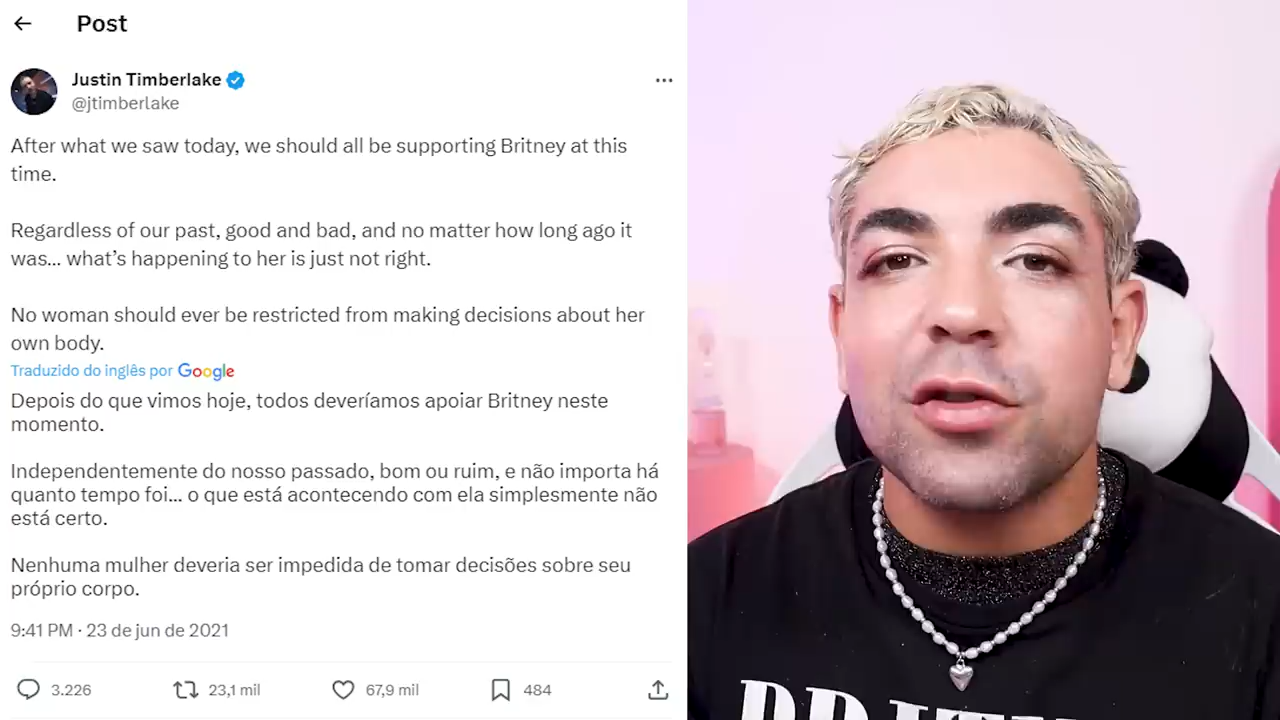 Post
Justin Timberlake
@jtimberlake
After what we saw today, we should all be supporting Britney at this
time.
Regardless of our past, good and bad, and no matter how long ago it
was... what's happening to her is just not right.
No woman should ever be restricted from making decisions about her
own body.
Traduzido do inglês por Google
Depois do que vimos hoje, todos deveríamos apoiar Britney neste
momento.
Independentemente do nosso passado, bom ou ruim, e não importa há
quanto tempo foi... o que está acontecendo com ela simplesmente não
está certo.
Nenhuma mulher deveria ser impedida de tomar decisões sobre seu
próprio corpo.
9:41 PM · 23 de jun de 2021
3.226 23,1 mil 67,9 mil 484